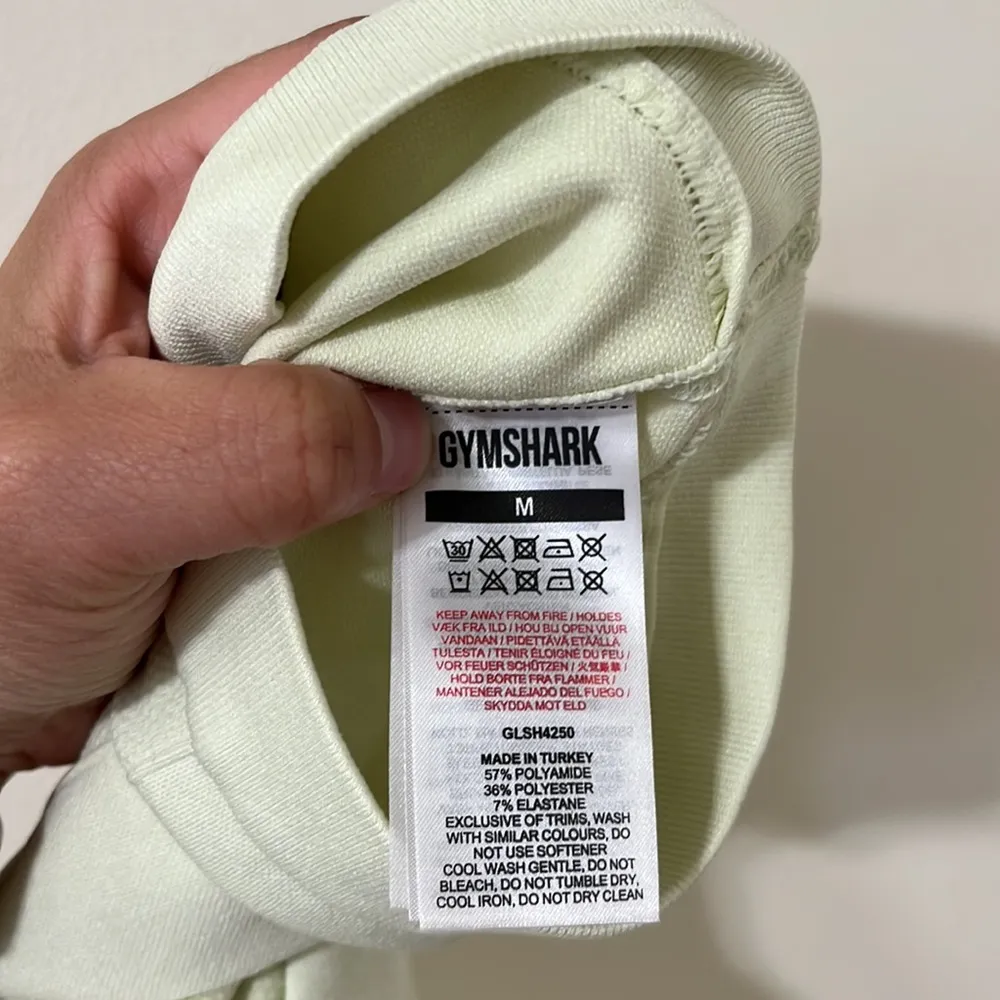 GYMSHARK
M
30
KEEP AWAY FROM FIRE / HOLDES
VÆK FRA ILD / HOU BIJ OPEN VUUR
VANDAAN / PIDETTÄVÄ ETÄÄLLÄ
TULESTA / TENIR ÉLOIGNÉ DU FEU /
VOR FEUER SCHÜTZEN / 火気厳禁 /
HOLD BORTE FRA FLAMMER /
MANTENER ALEJADO DEL FUEGO /
SKYDDA MOT ELD
GLSH4250
MADE IN TURKEY
57% POLYAMIDE
36% POLYESTER
7% ELASTANE
EXCLUSIVE OF TRIMS, WASH
WITH SIMILAR COLOURS, DO
NOT USE SOFTENER
COOL WASH GENTLE, DO NOT
BLEACH, DO NOT TUMBLE DRY,
COOL IRON, DO NOT DRY CLEAN